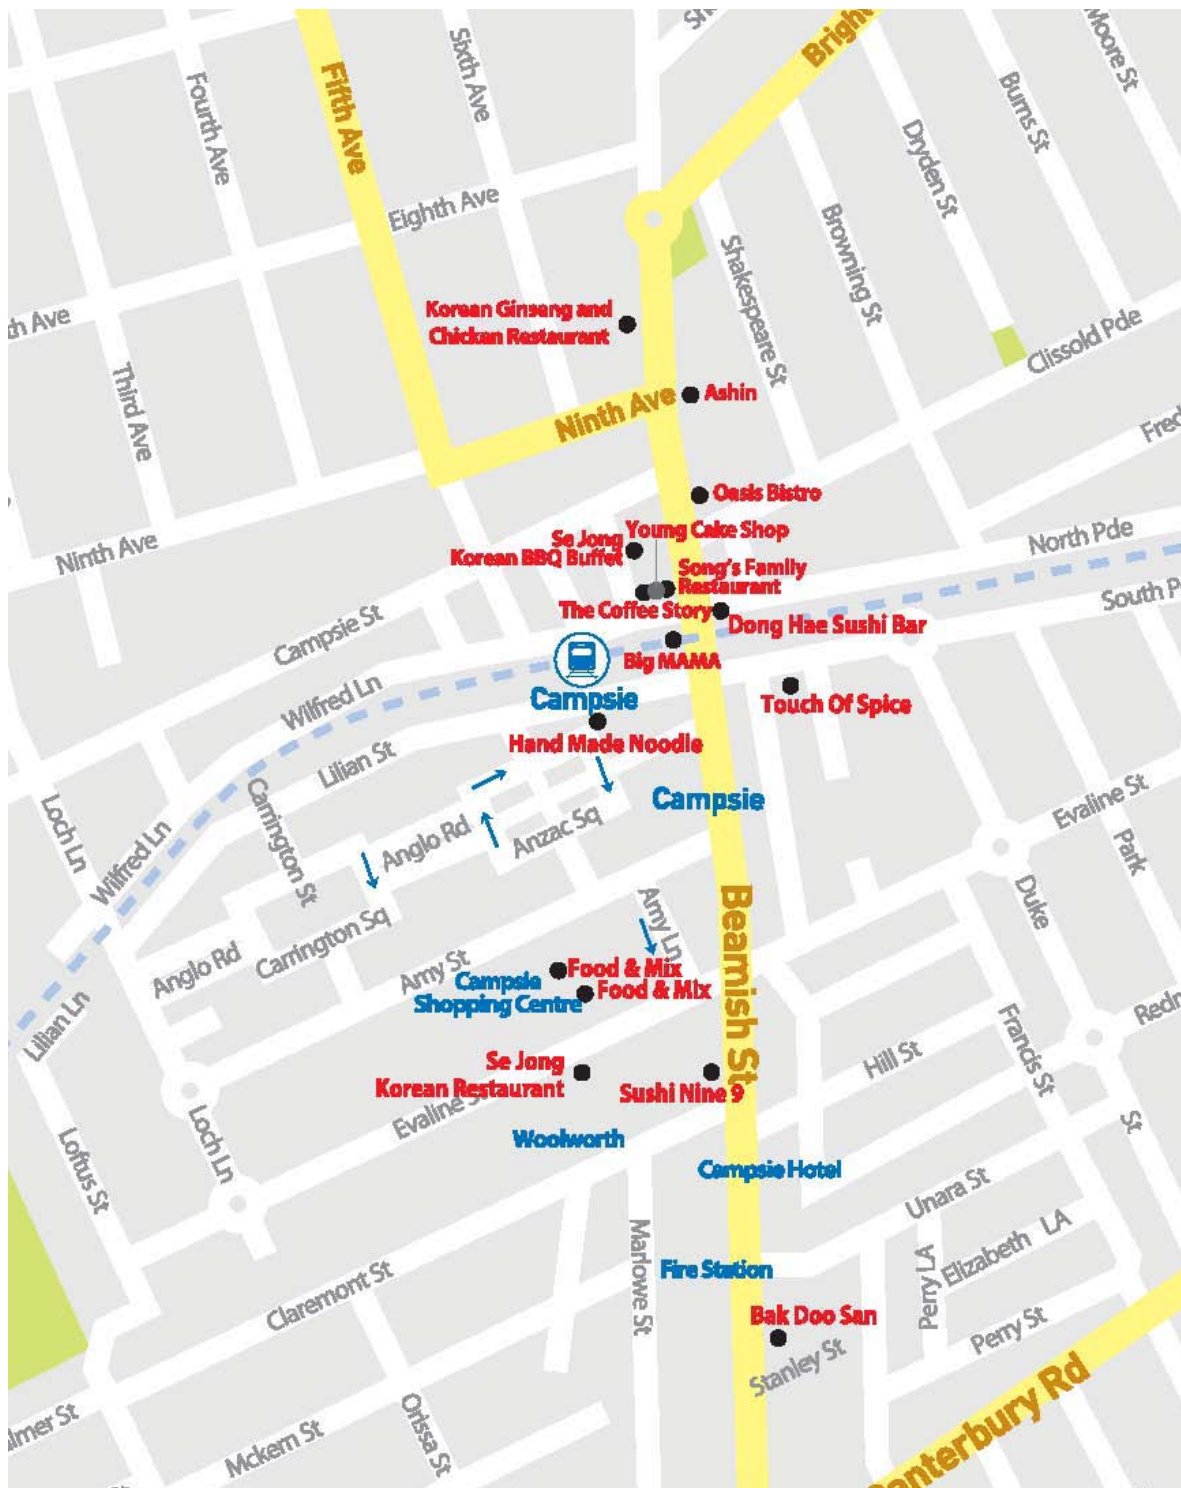 Sixth Ave
Moore St
Fifth Ave
Fourth Ave
Burns St
Dryden St
Eighth Ave
Browning St
Shakespeare St
Korean Ginseng and
Chicken Restaurant
Clissold Pde
Third Ave
Ashin
Ninth Ave
Oasis Bistro
Young Cake Shop
Se Jong
Korean BBQ Buffet
North Pde
Ninth Ave
Song's Family
Restaurant
The Coffee Story
Dong Hae Sushi Bar
South P
Campsie St
Big MAMA
Wilfred Ln
Campsie
Touch Of Spice
Hand Made Noodle
Lilian St
Campsie
Evaline St
Loch Ln
Carrington St
Anglo Rd
Anzac Sq
Wilfred Ln
Park
Duke
Beamish St
Amy Ln
Carrington Sq
Anglo Rd
Amy St
Food & Mix
Campsie
Shopping Centre
Food & Mix
Lilian Ln
Francis St
Hill St
Se Jong
Korean Restaurant
Sushi Nine 9
Evaline S
St
Loch Ln
Woolworth
Loftus St
Campsie Hotel
Unara St
Elizabeth LA
Marlowe St
Fire Station
Perry LA
Claremont St
Bak Doo San
Perry St
Stanley St
Canterbury Rd
Orissa St
Mckern St